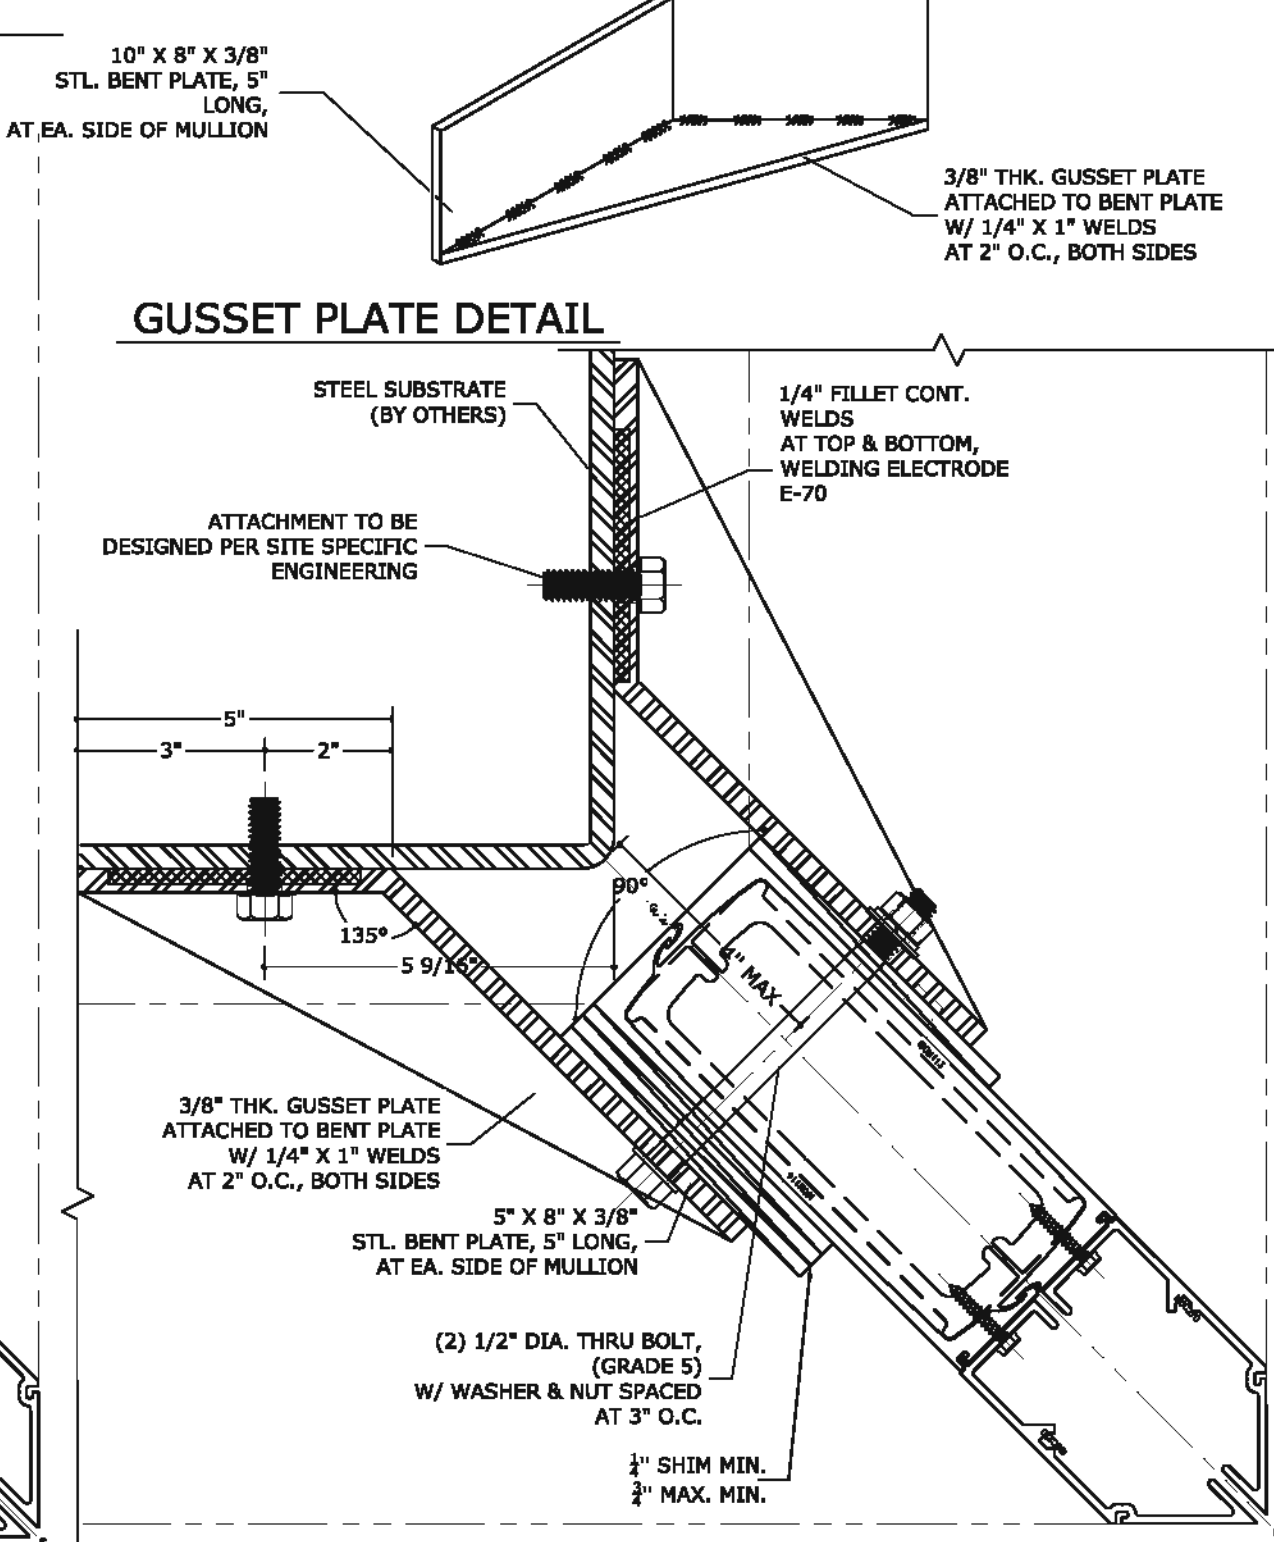 10" X 8" X 3/8"
STL. BENT PLATE, 5"
LONG,
AT EA. SIDE OF MULLION
3/8" THK. GUSSET PLATE
ATTACHED TO BENT PLATE
W/ 1/4" X 1" WELDS
AT 2" O.C., BOTH SIDES
GUSSET PLATE DETAIL
STEEL SUBSTRATE
(BY OTHERS)
1/4" FILLET CONT.
WELDS
AT TOP & BOTTOM,
WELDING ELECTRODE
E-70
ATTACHMENT TO BE
DESIGNED PER SITE SPECIFIC
ENGINEERING
5"
3"
2"
90°
135°
5 9/16"
4" MAX
3/8" THK. GUSSET PLATE
ATTACHED TO BENT PLATE
W/ 1/4" X 1" WELDS
AT 2" O.C., BOTH SIDES
5" X 8" X 3/8"
STL. BENT PLATE, 5" LONG,
AT EA. SIDE OF MULLION
(2) 1/2" DIA. THRU BOLT,
(GRADE 5)
W/ WASHER & NUT SPACED
AT 3" O.C.
1/4" SHIM MIN.
3/4" MAX. MIN.